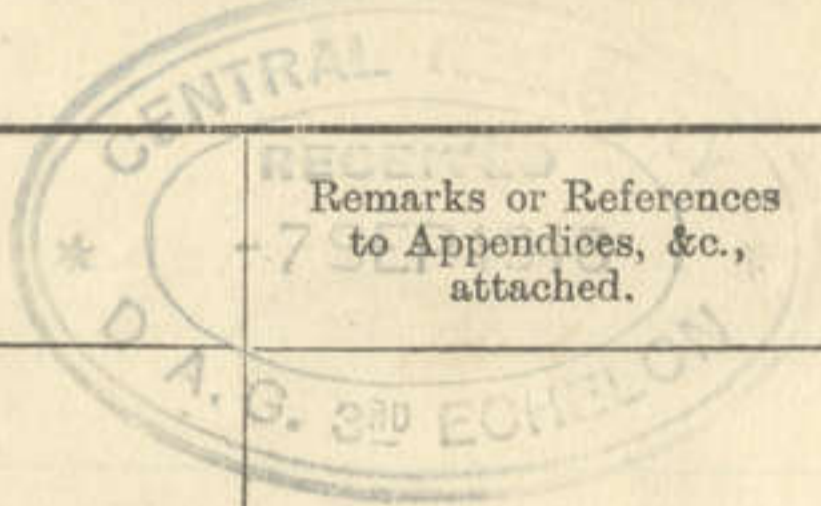 CENTRAL
RECEIVED
Remarks or References
to Appendices, &c.,
attached.
-7 SEP
* D.A.G. 3RD ECHELON *